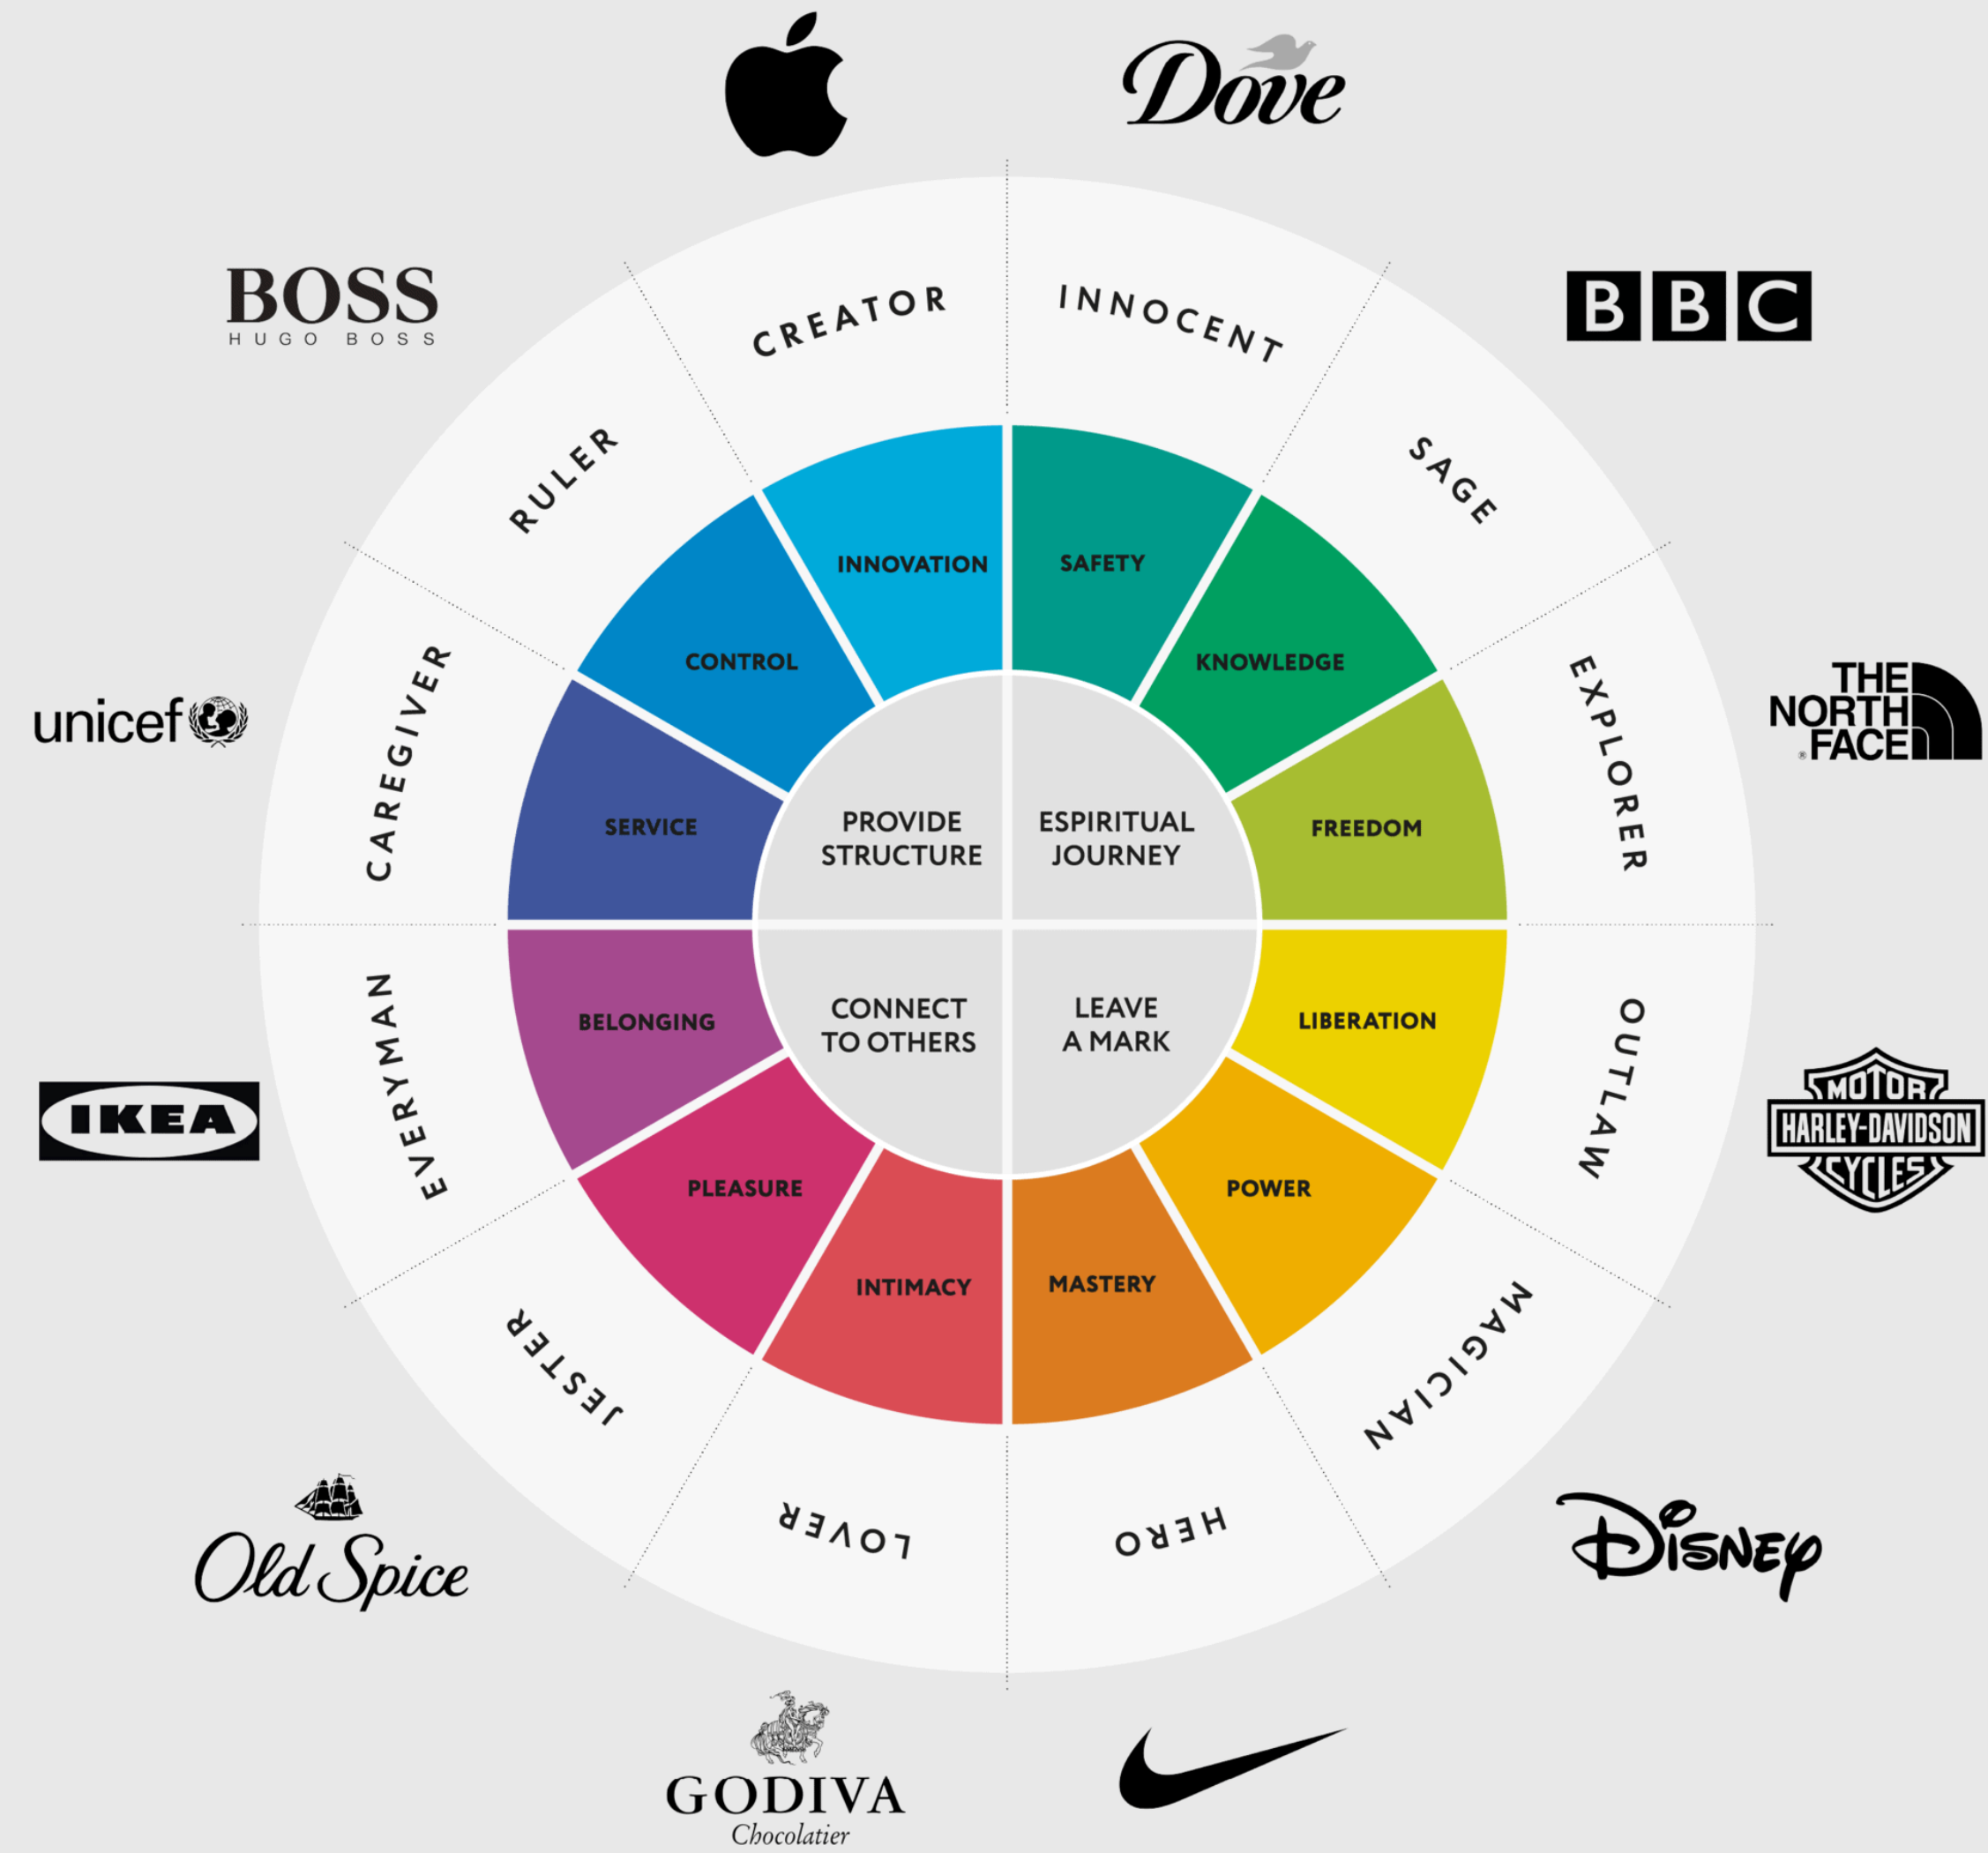 Dove
BOSS
HUGO BOSS
BBC
CREATOR
INNOCENT
RULER
SAGE
INNOVATION
SAFETY
CONTROL
KNOWLEDGE
CAREGIVER
EXPLORER
unicef
THE
NORTH
® FACE
SERVICE
PROVIDE
STRUCTURE
ESPIRITUAL
JOURNEY
FREEDOM
BELONGING
CONNECT
TO OTHERS
LEAVE
A MARK
LIBERATION
EVERYMAN
OUTLAW
IKEA
MOTOR
HARLEY-DAVIDSON
CYCLES
PLEASURE
POWER
INTIMACY
MASTERY
JESTER
MAGICIAN
LOVER
HERO
Old Spice
Disney
GODIVA
Chocolatier